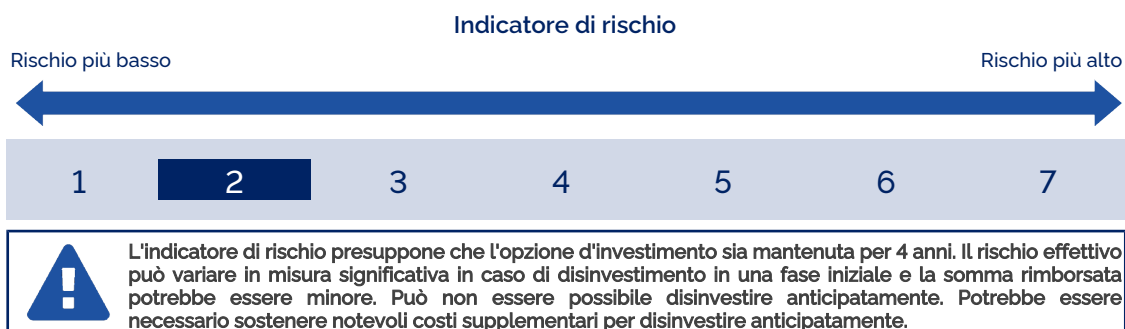 Indicatore di rischio
Rischio più basso
Rischio più alto
1 2 3 4 5 6 7
L'indicatore di rischio presuppone che l'opzione d'investimento sia mantenuta per 4 anni. Il rischio effettivo
può variare in misura significativa in caso di disinvestimento in una fase iniziale e la somma rimborsata
potrebbe essere minore. Può non essere possibile disinvestire anticipatamente. Potrebbe essere
necessario sostenere notevoli costi supplementari per disinvestire anticipatamente.